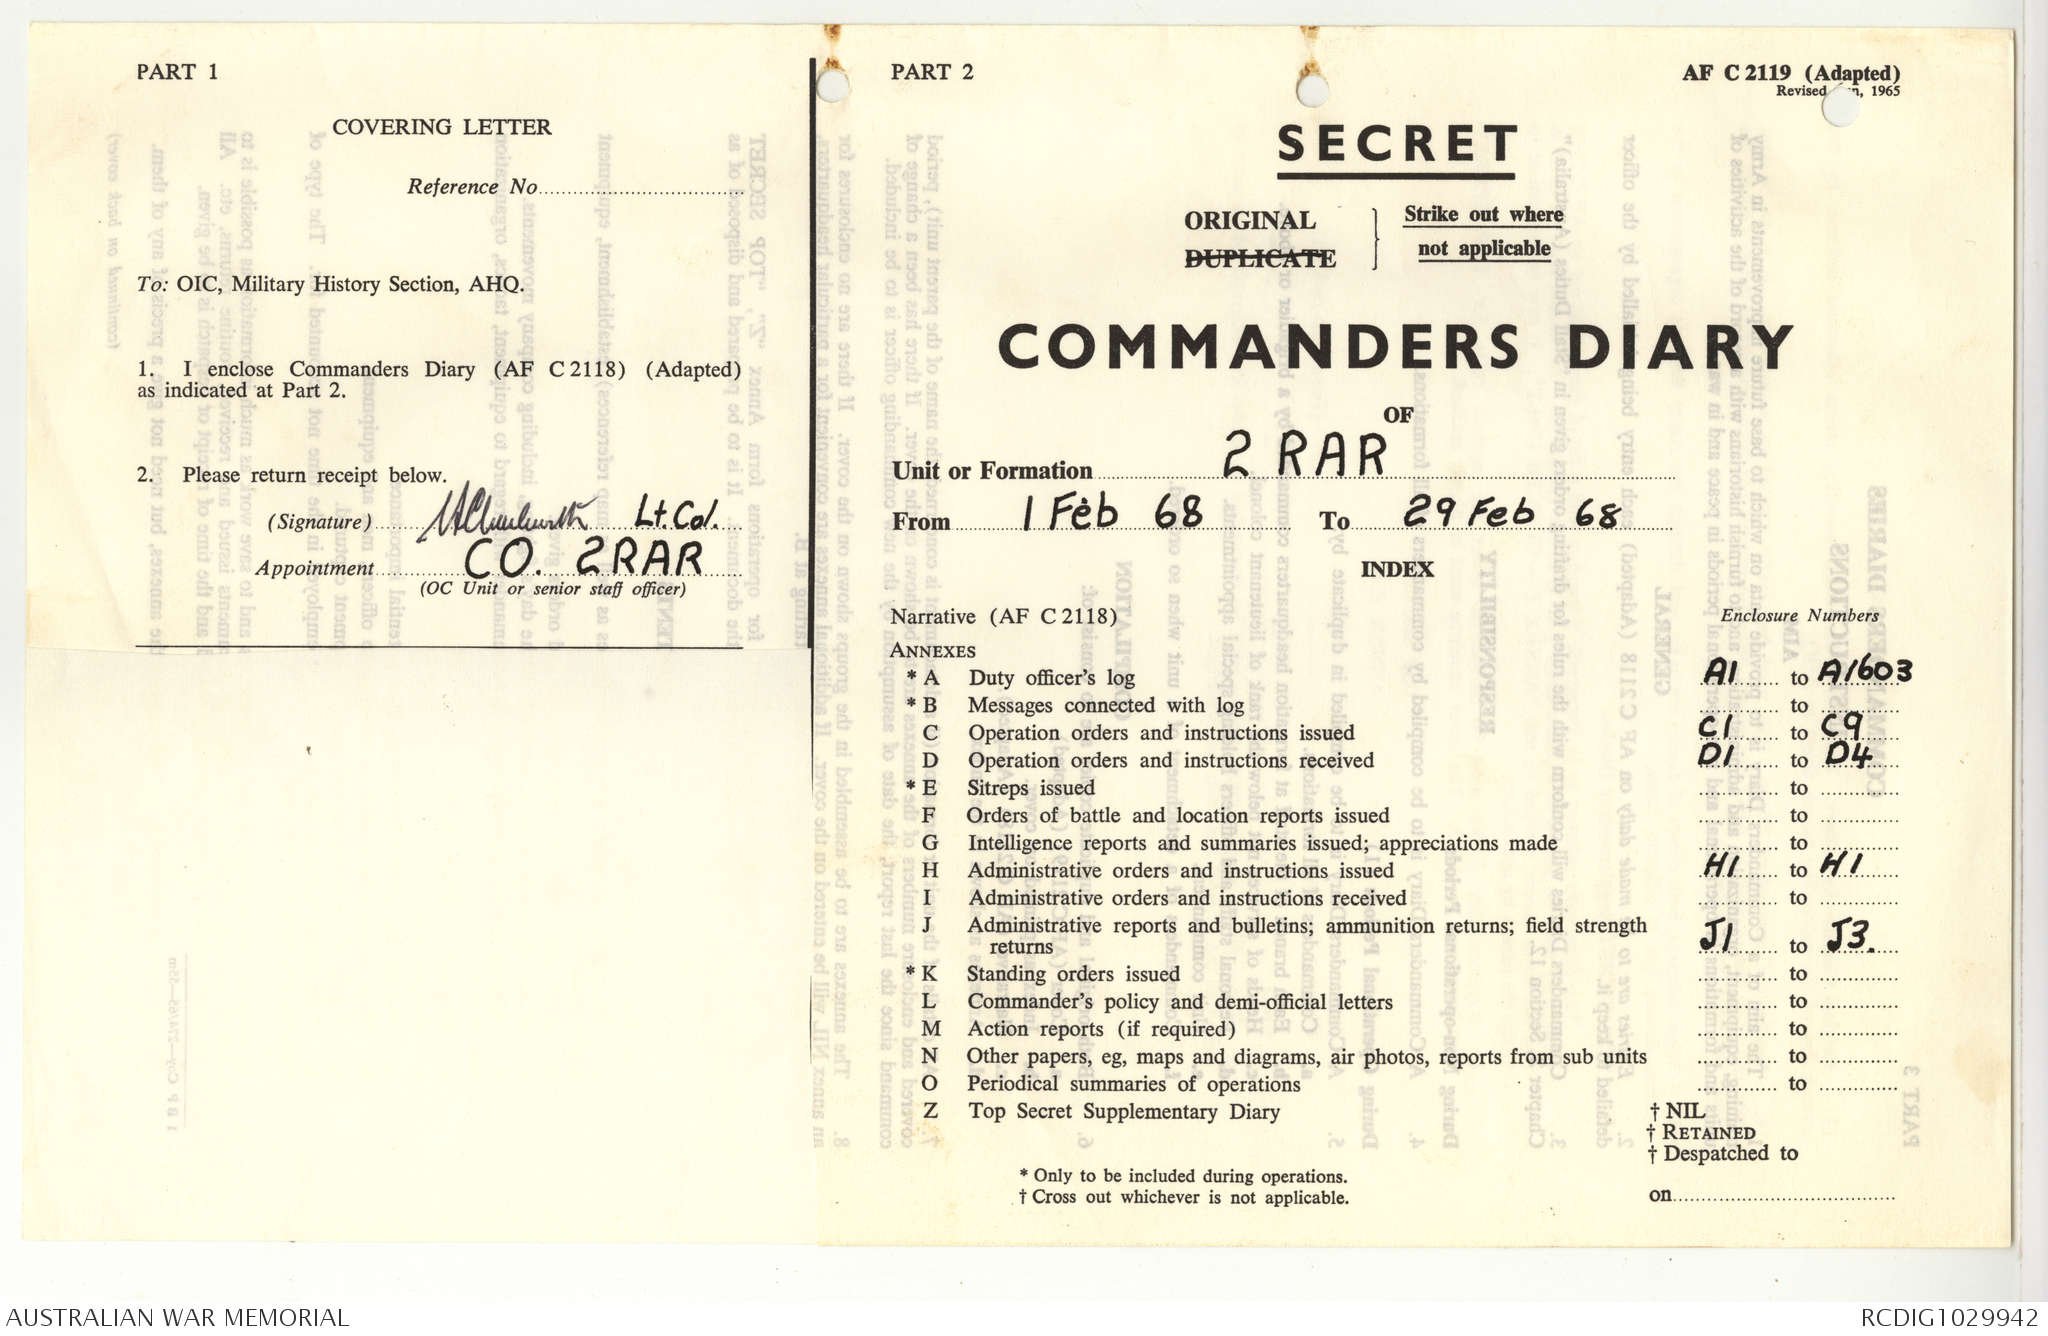 PART 1
COVERING LETTER
Reference No
To: OIC, Military History Section, AHQ.
1. I enclose Commanders Diary (AF C 2118) (Adapted)
as indicated at Part 2.
2. Please return receipt below.
(Signature) Lt. Col.
Appointment CO. 2RAR
(OC Unit or senior staff officer)
PART 2
AF C 2119 (Adapted)
Revised 1965
SECRET
ORIGINAL
DUPLICATE
Strike out where
not applicable
COMMANDERS DIARY
OF
Unit or Formation 2 RAR
From 1 Feb 68 To 29 Feb 68
INDEX
Narrative (AF C 2118) Enclosure Numbers
ANNEXES
* A Duty officer's log A1 to A1603
* B Messages connected with log to
C Operation orders and instructions issued C1 to C9
D Operation orders and instructions received D1 to D4
* E Sitreps issued to
F Orders of battle and location reports issued to
G Intelligence reports and summaries issued; appreciations made to
H Administrative orders and instructions issued H1 to H1
I Administrative orders and instructions received to
J Administrative reports and bulletins; ammunition returns; field strength
returns J1 to J3.
* K Standing orders issued to
L Commander's policy and demi-official letters to
M Action reports (if required) to
N Other papers, eg, maps and diagrams, air photos, reports from sub units to
O Periodical summaries of operations to
Z Top Secret Supplementary Diary † NIL
† RETAINED
† Despatched to
* Only to be included during operations.
† Cross out whichever is not applicable.
on
AUSTRALIAN WAR MEMORIAL
RCDIG1029942